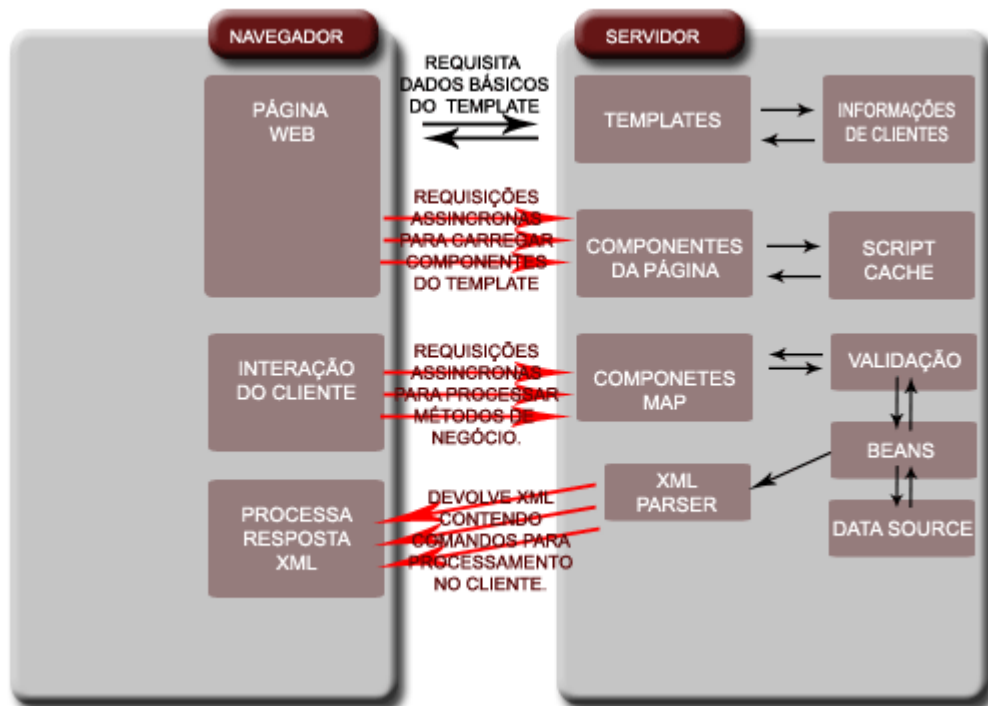 NAVEGADOR
SERVIDOR
REQUISITA
DADOS BÁSICOS
DO TEMPLATE
PÁGINA
WEB
TEMPLATES
INFORMAÇÕES
DE CLIENTES
REQUISIÇÕES
ASSINCRONAS
PARA CARREGAR
COMPONENTES
DO TEMPLATE
COMPONENTES
DA PÁGINA
SCRIPT
CACHE
INTERAÇÃO
DO CLIENTE
REQUISIÇÕES
ASSINCRONAS
PARA PROCESSAR
MÉTODOS DE
NEGÓCIO.
COMPONETES
MAP
VALIDAÇÃO
BEANS
DATA SOURCE
XML
PARSER
DEVOLVE XML
CONTENDO
COMANDOS PARA
PROCESSAMENTO
NO CLIENTE.
PROCESSA
RESPOSTA
XML